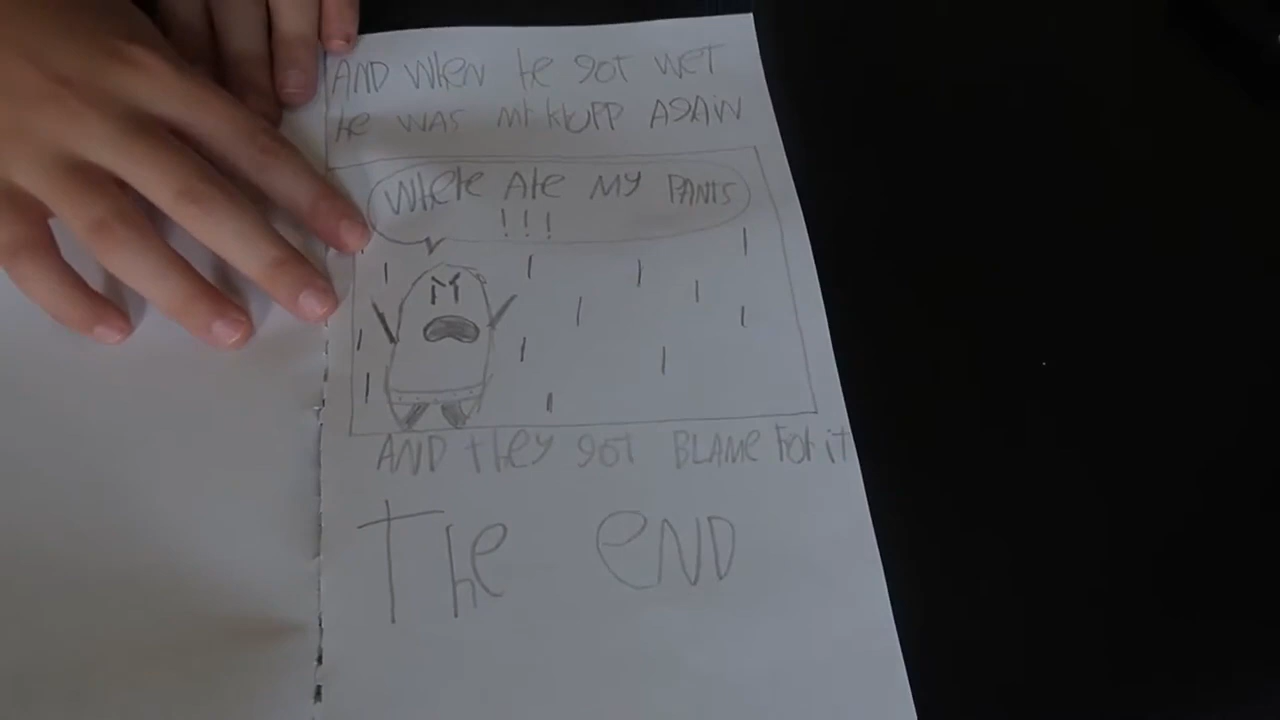 AND WHEN HE GOT WET
HE WAS Mr KrUPP AGAiN
WHere Are MY PANTS
!!!
AND they got BLAMe For it
The eND